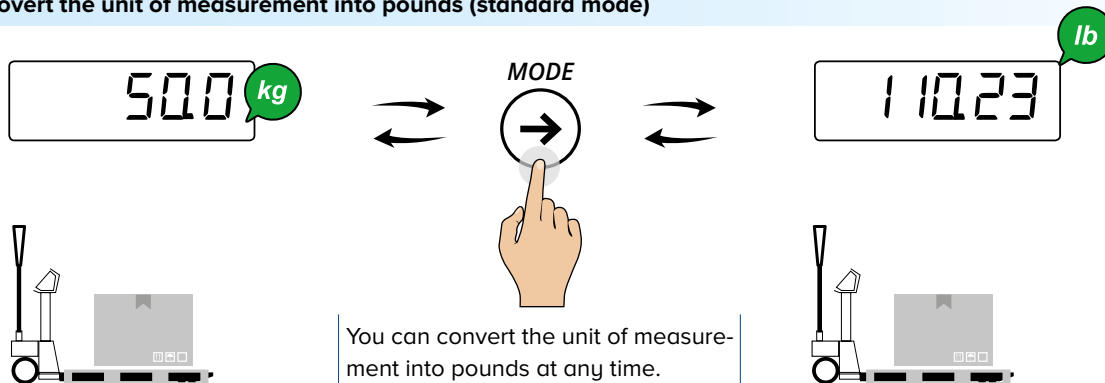 overt the unit of measurement into pounds (standard mode)
lb
MODE
50.0
kg
110.23
You can convert the unit of measure-
ment into pounds at any time.